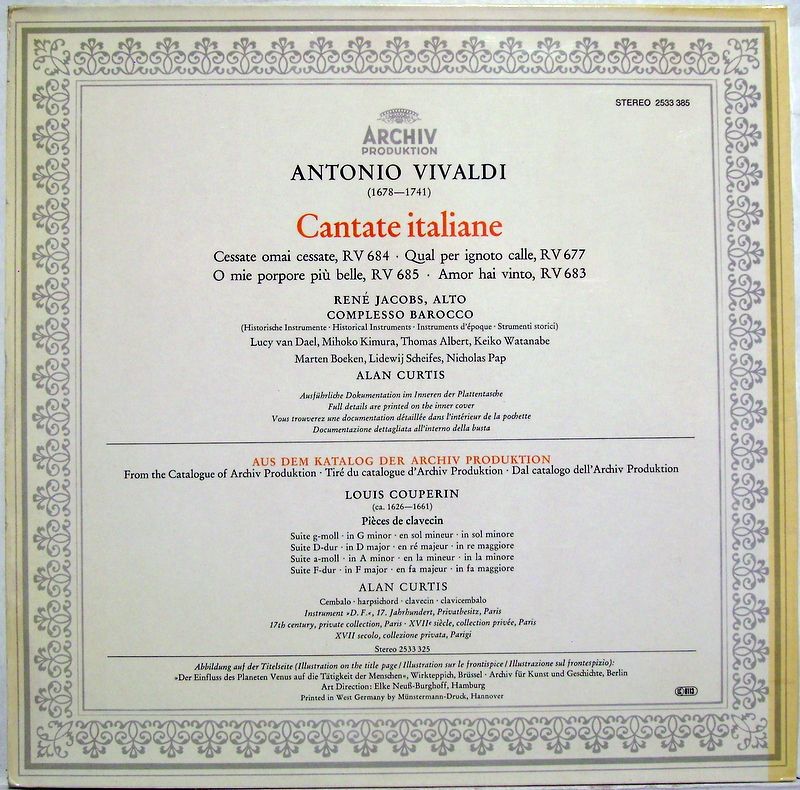 STEREO 2533 385
ARCHIV
PRODUKTION
ANTONIO VIVALDI
(1678—1741)
Cantate italiane
Cessate omai cessate, RV 684 · Qual per ignoto calle, RV 677
O mie porpore più belle, RV 685 · Amor hai vinto, RV 683
RENÉ JACOBS, ALTO
COMPLESSO BAROCCO
(Historische Instrumente · Historical Instruments · Instruments d'époque · Strumenti storici)
Lucy van Dael, Mihoko Kimura, Thomas Albert, Keiko Watanabe
Marten Boeken, Lidewij Scheifes, Nicholas Pap
ALAN CURTIS
Ausführliche Dokumentation im Inneren der Plattentasche
Full details are printed on the inner cover
Vous trouverez une documentation détaillée dans l'intérieur de la pochette
Documentazione dettagliata all'interno della busta
AUS DEM KATALOG DER ARCHIV PRODUKTION
From the Catalogue of Archiv Produktion · Tiré du catalogue d'Archiv Produktion · Dal catalogo dell'Archiv Produktion
LOUIS COUPERIN
(ca. 1626—1661)
Pièces de clavecin
Suite g-moll · in G minor · en sol mineur · in sol minore
Suite D-dur · in D major · en ré majeur · in re maggiore
Suite a-moll · in A minor · en la mineur · in la minore
Suite F-dur · in F major · en fa majeur · in fa maggiore
ALAN CURTIS
Cembalo · harpsichord · clavecin · clavicembalo
Instrument »D. F.«, 17. Jahrhundert, Privatbesitz, Paris
17th century, private collection, Paris · XVIIe siècle, collection privée, Paris
XVII secolo, collezione privata, Parigi
Stereo 2533 325
Abbildung auf der Titelseite (Illustration on the title page / Illustration sur le frontispice / Illustrazione sul frontespizio):
»Der Einfluss des Planeten Venus auf die Tätigkeit der Menschen«, Wirkteppich, Brüssel · Archiv für Kunst und Geschichte, Berlin
Art Direction: Elke Neuß-Burghoff, Hamburg
Printed in West Germany by Münstermann-Druck, Hannover